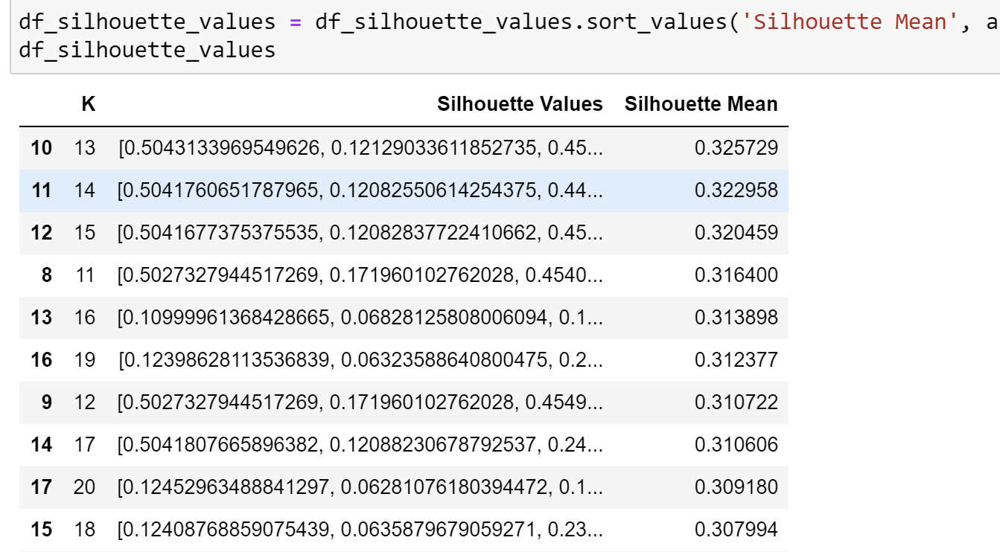 df_silhouette_values = df_silhouette_values.sort_values('Silhouette Mean', a
df_silhouette_values
K Silhouette Values Silhouette Mean
10 13 [0.5043133969549626, 0.12129033611852735, 0.45... 0.325729
11 14 [0.5041760651787965, 0.12082550614254375, 0.44... 0.322958
12 15 [0.5041677375375535, 0.12082837722410662, 0.45... 0.320459
8 11 [0.5027327944517269, 0.171960102762028, 0.4540... 0.316400
13 16 [0.10999961368428665, 0.06828125808006094, 0.1... 0.313898
16 19 [0.12398628113536839, 0.06323588640800475, 0.2... 0.312377
9 12 [0.5027327944517269, 0.171960102762028, 0.4549... 0.310722
14 17 [0.5041807665896382, 0.12088230678792537, 0.24... 0.310606
17 20 [0.12452963488841297, 0.06281076180394472, 0.1... 0.309180
15 18 [0.12408768859075439, 0.0635879679059271, 0.23... 0.307994